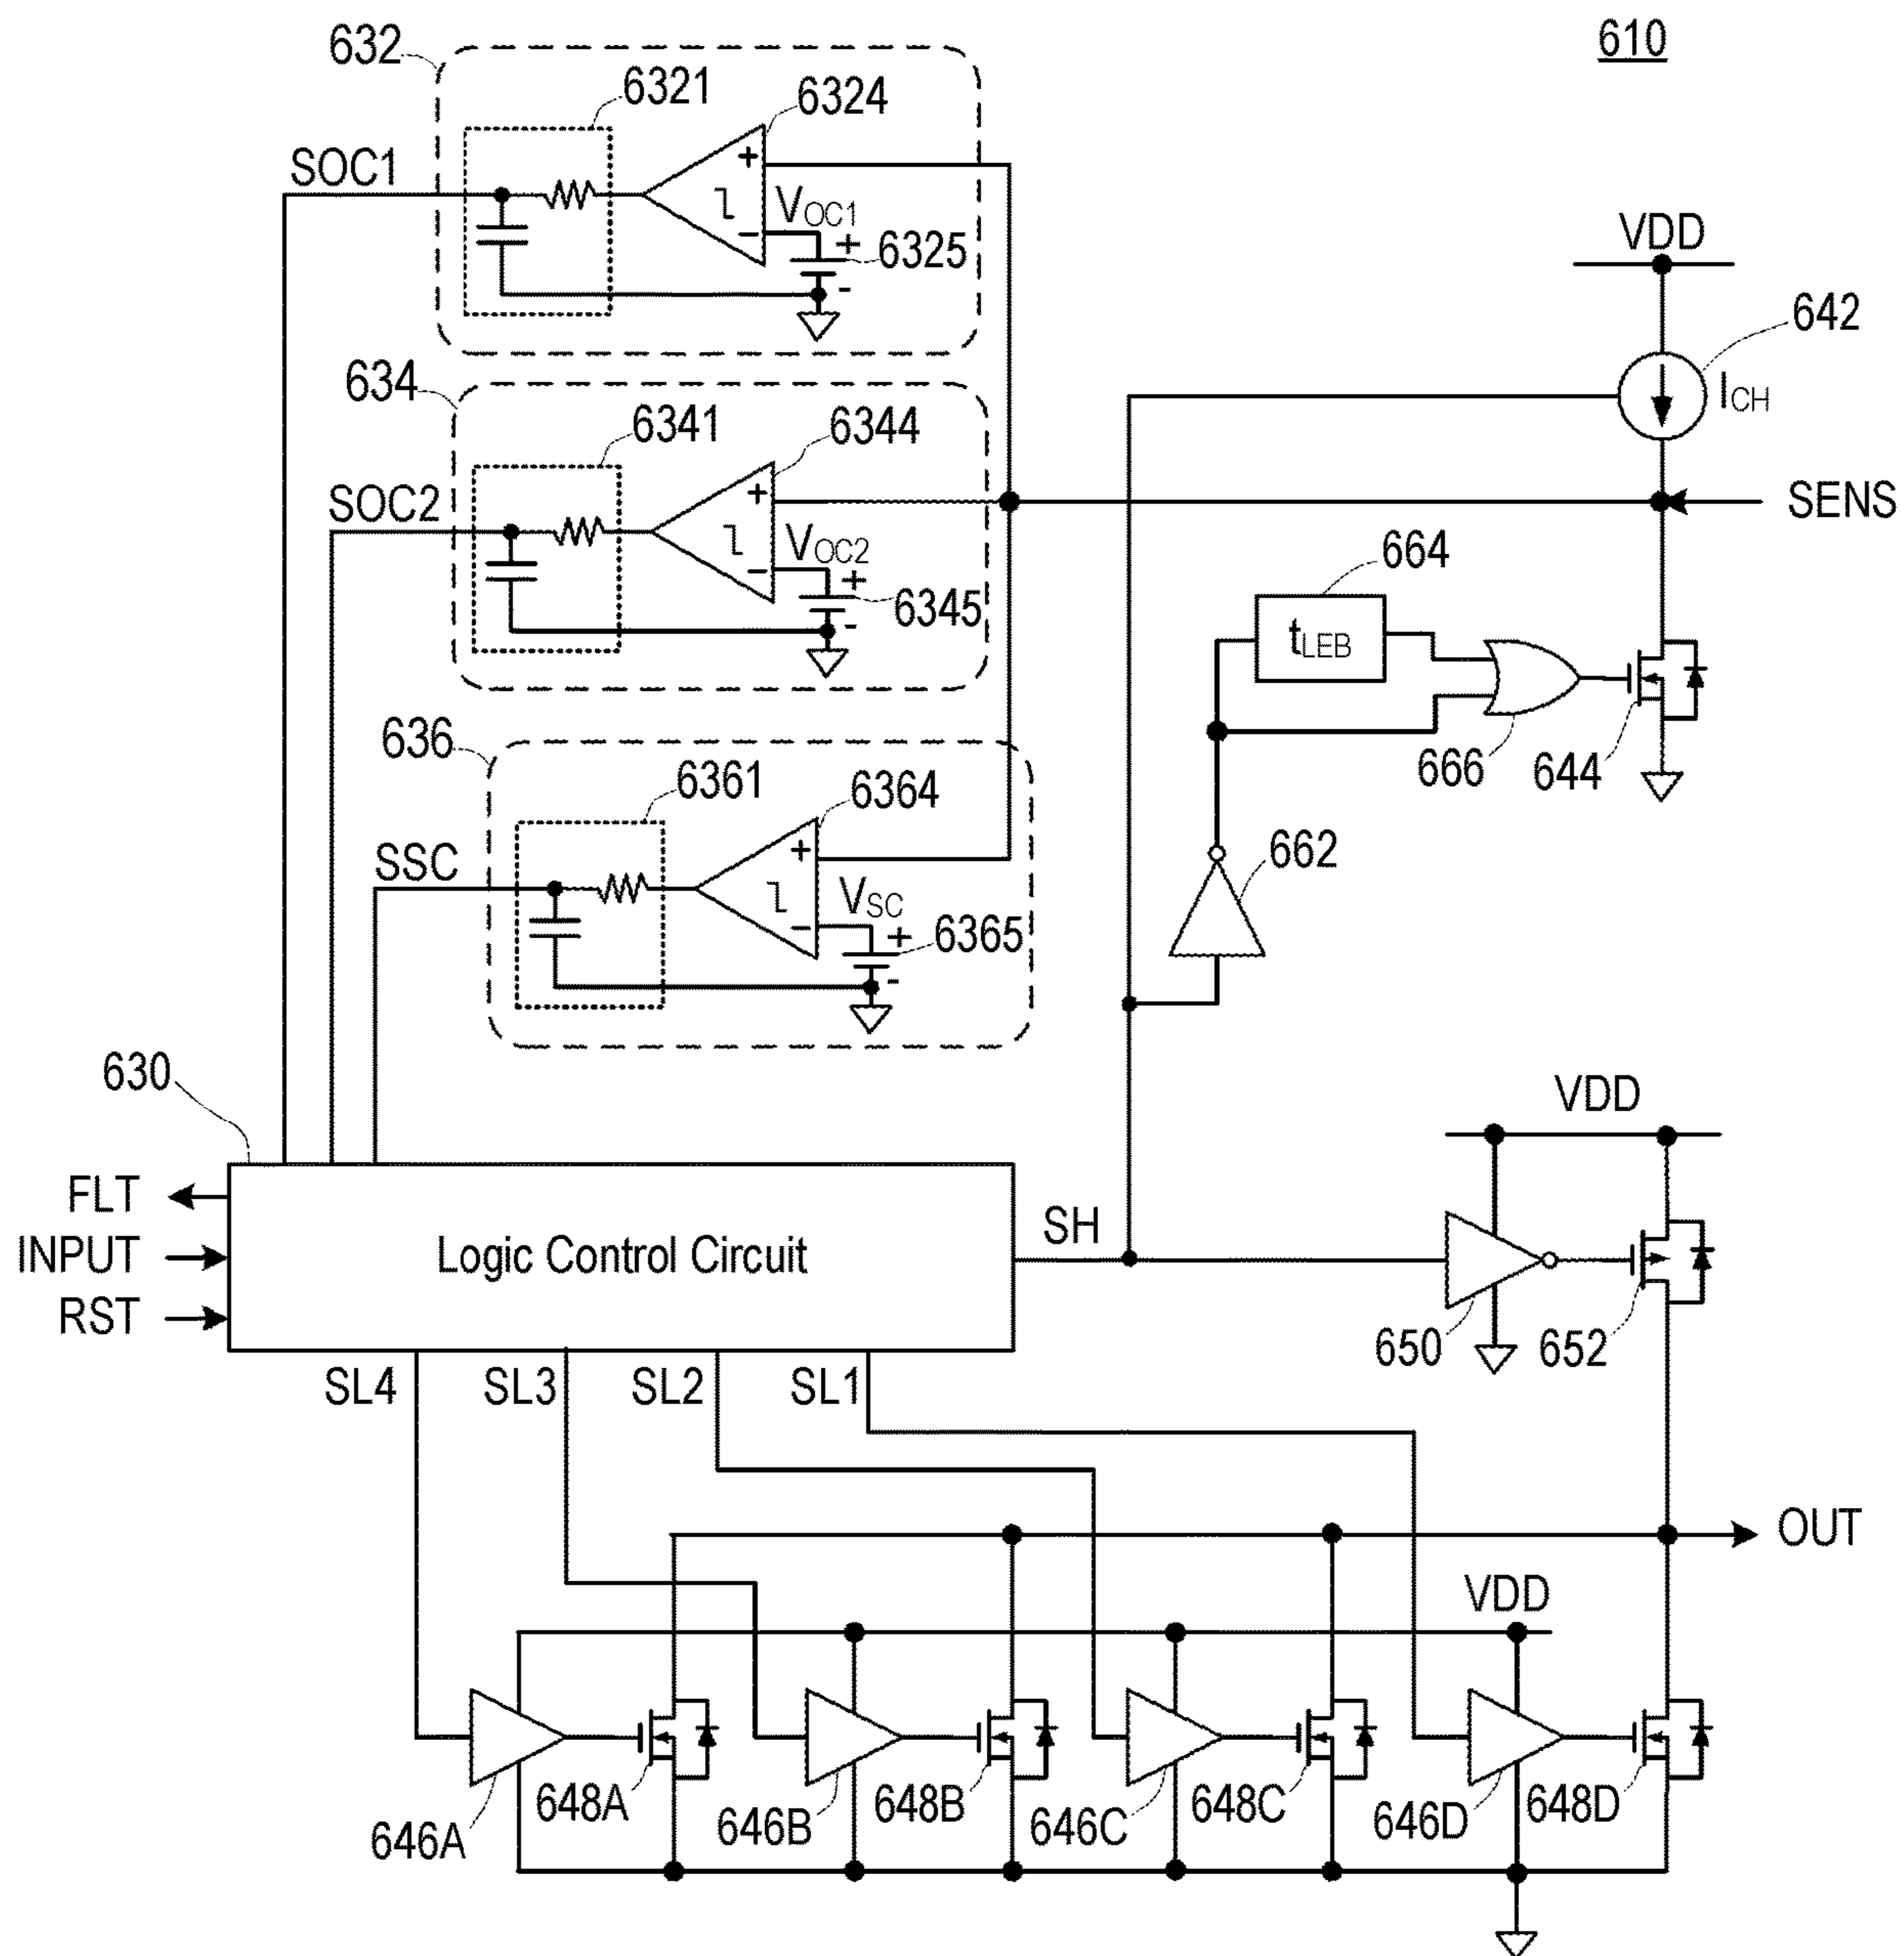 610
632
6321
6324
SOC1
+
VOC1
-
+
6325
-
VDD
642
ICH
634
6341
6344
SOC2
+
VOC2
-
+
6345
-
SENS
664
tLEB
666
644
636
6361
6364
SSC
+
VSC
-
+
6365
-
662
630
VDD
FLT
INPUT
RST
Logic Control Circuit
SH
650
652
SL4
SL3
SL2
SL1
OUT
VDD
646A
648A
646B
648B
646C
648C
646D
648D